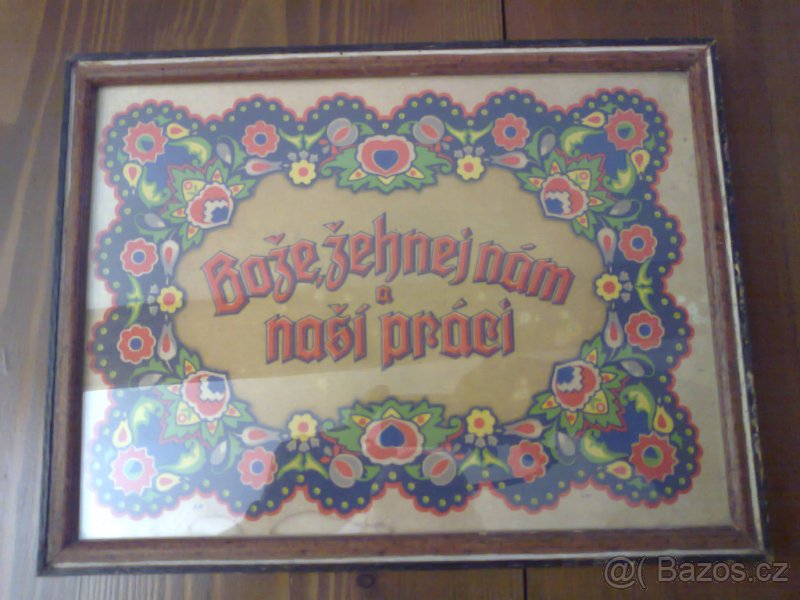 Bože, žehnej nám
a
naší práci
@( Bazos.cz